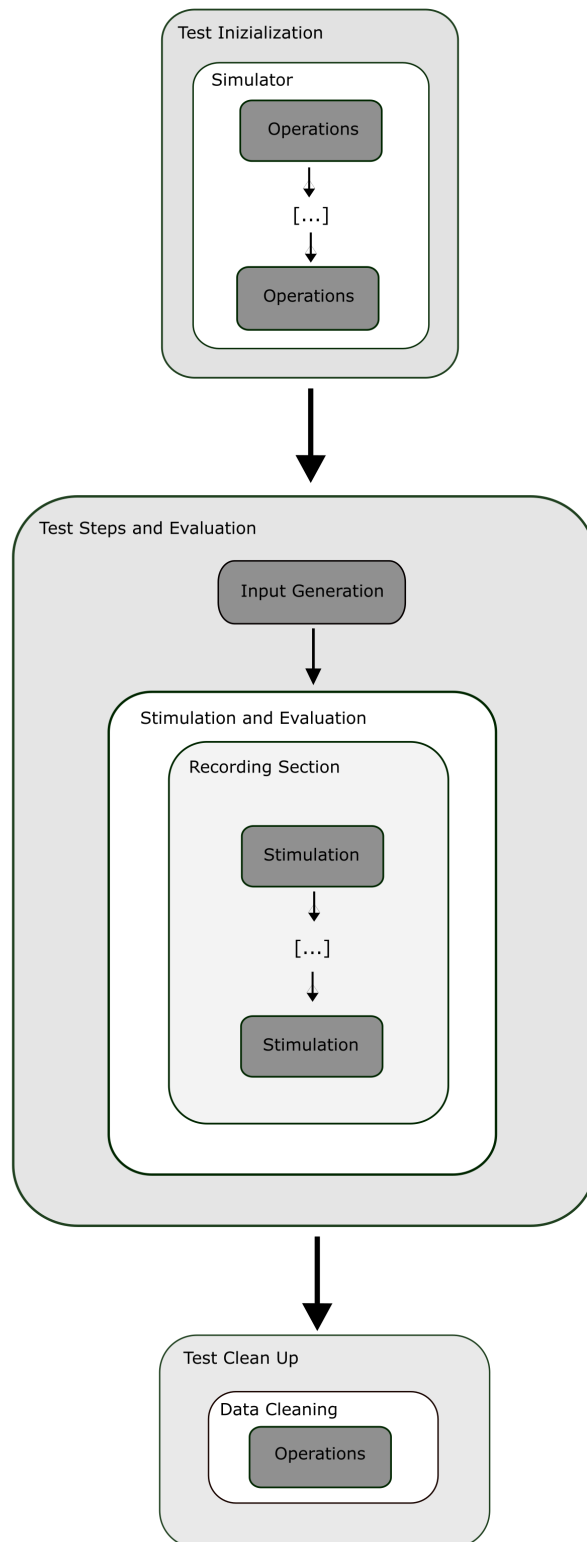 Test Inizialization
Simulator
Operations
[...]
Operations
Test Steps and Evaluation
Input Generation
Stimulation and Evaluation
Recording Section
Stimulation
[...]
Stimulation
Test Clean Up
Data Cleaning
Operations